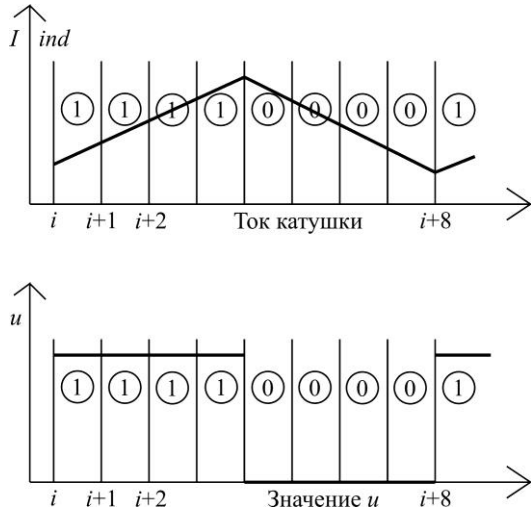 I ind
1 1 1 1 0 0 0 0 1
i i+1 i+2 Ток катушки i+8
u
1 1 1 1 0 0 0 0 1
i i+1 i+2 Значение u i+8